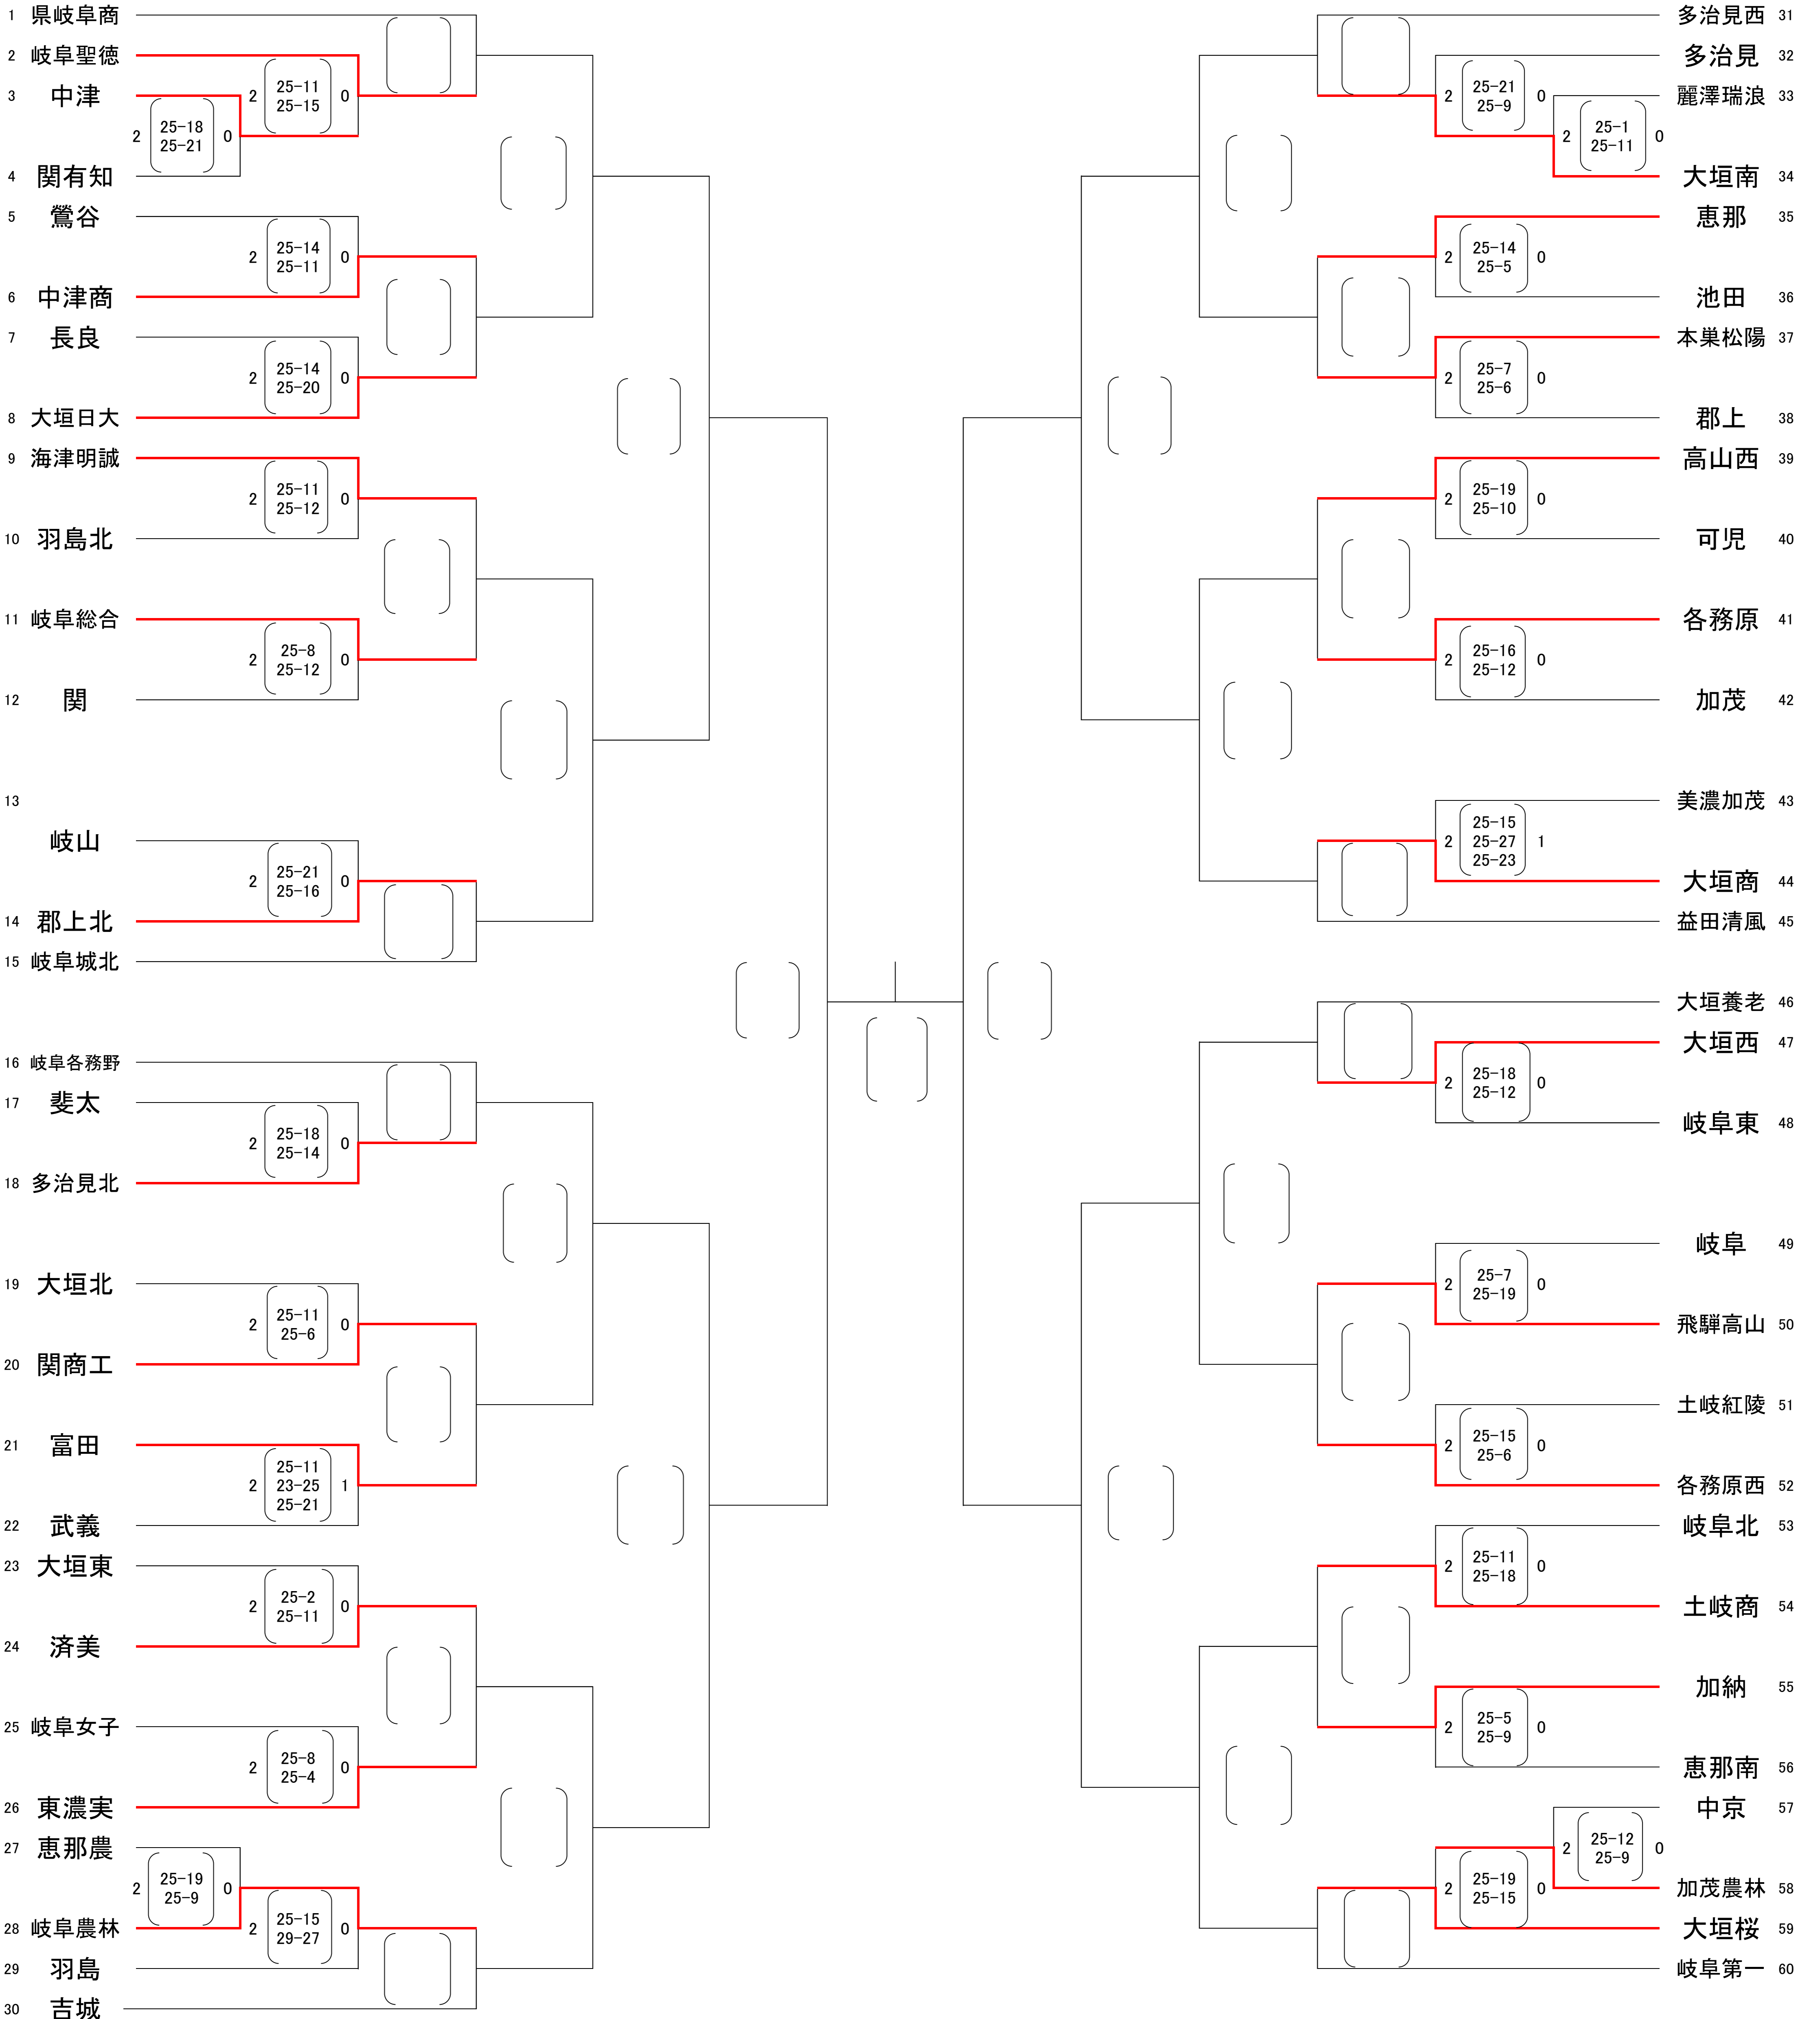 1 県岐阜商
2 岐阜聖徳
2 25-11 0
25-15
3 中津
2 25-18 0
25-21
4 関有知
5 鶯谷
2 25-14 0
25-11
6 中津商
7 長良
2 25-14 0
25-20
8 大垣日大
9 海津明誠
2 25-11 0
25-12
10 羽島北
11 岐阜総合
2 25-8 0
25-12
12 関
13
岐山
2 25-21 0
25-16
14 郡上北
15 岐阜城北
16 岐阜各務野
17 斐太
2 25-18 0
25-14
18 多治見北
19 大垣北
2 25-11 0
25-6
20 関商工
21 富田
25-11
2 23-25 1
25-21
22 武義
23 大垣東
2 25-2 0
25-11
24 済美
25 岐阜女子
2 25-8 0
25-4
26 東濃実
27 恵那農
2 25-19 0
25-9
28 岐阜農林
2 25-15 0
29-27
29 羽島
30 吉城
多治見西 31
多治見 32
2 25-21 0
25-9
麗澤瑞浪 33
2 25-1 0
25-11
大垣南 34
恵那 35
2 25-14 0
25-5
池田 36
本巣松陽 37
2 25-7 0
25-6
郡上 38
高山西 39
2 25-19 0
25-10
可児 40
各務原 41
2 25-16 0
25-12
加茂 42
美濃加茂 43
25-15
2 25-27 1
25-23
大垣商 44
益田清風 45
大垣養老 46
大垣西 47
2 25-18 0
25-12
岐阜東 48
岐阜 49
2 25-7 0
25-19
飛騨高山 50
土岐紅陵 51
2 25-15 0
25-6
各務原西 52
岐阜北 53
2 25-11 0
25-18
土岐商 54
加納 55
2 25-5 0
25-9
恵那南 56
中京 57
2 25-12 0
25-9
加茂農林 58
2 25-19 0
25-15
大垣桜 59
岐阜第一 60